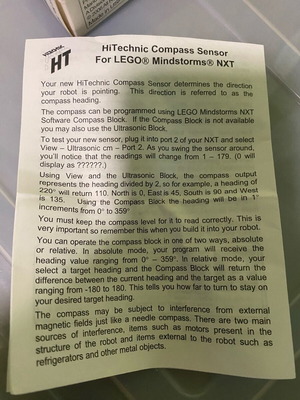 HT
HiTechnic Compass Sensor
For LEGO® Mindstorms® NXT
Your new HiTechnic Compass Sensor determines the direction
your robot is pointing. This direction is referred to as the
compass heading.
The compass can be programmed using LEGO Mindstorms NXT
Software Compass Block. If the Compass Block is not available
you may also use the Ultrasonic Block.
To test your new sensor, plug it into port 2 of your NXT and select
View – Ultrasonic cm – Port 2. As you swing the sensor around,
you'll notice that the readings will change from 1 – 179. (0 will
display as ??????.)
Using View and the Ultrasonic Block, the compass output
represents the heading divided by 2, so for example, a heading of
220° will return 110. North is 0, East is 45, South is 90 and West
is 135. Using the Compass Block the heading will be in 1°
increments from 0° to 359°
You must keep the compass level for it to read correctly. This is
very important so remember this when you build it into your robot.
You can operate the compass block in one of two ways, absolute
or relative. In absolute mode, your program will receive the
heading value ranging from 0° – 359°. In relative mode, your
select a target heading and the Compass Block will return the
difference between the current heading and the target as a value
ranging from -180 to 180. This tells you how far to turn to stay on
your desired target heading.
The compass may be subject to interference from external
magnetic fields just like a needle compass. There are two main
sources of interference, items such as motors present in the
structure of the robot and items external to the robot such as
refrigerators and other metal objects.